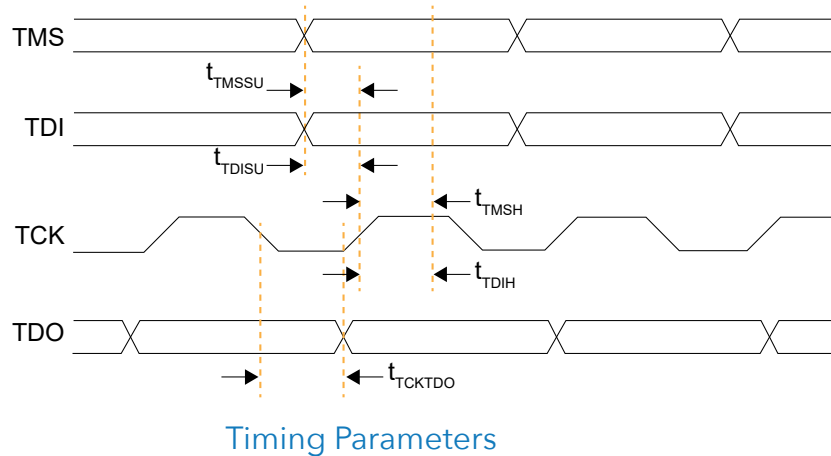 TMS
tTMSSU
TDI
tTDISU
tTMSH
TCK
tTDIH
TDO
tTCKTDO
Timing Parameters